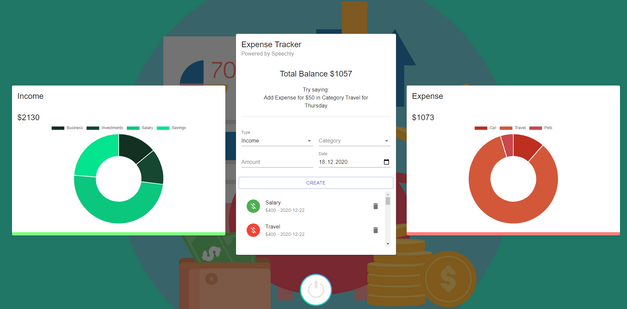 70
Income
$2130
Business Investments Salary Savings
Expense Tracker
Powered by Speechly
Total Balance $1057
Try saying:
Add Expense for $50 in Category Travel for
Thursday
Type
Income
Category
Amount
Date
18.12.2020
CREATE
Salary
$400 - 2020-12-22
Travel
$400 - 2020-12-22
Expense
$1073
Car Travel Pets